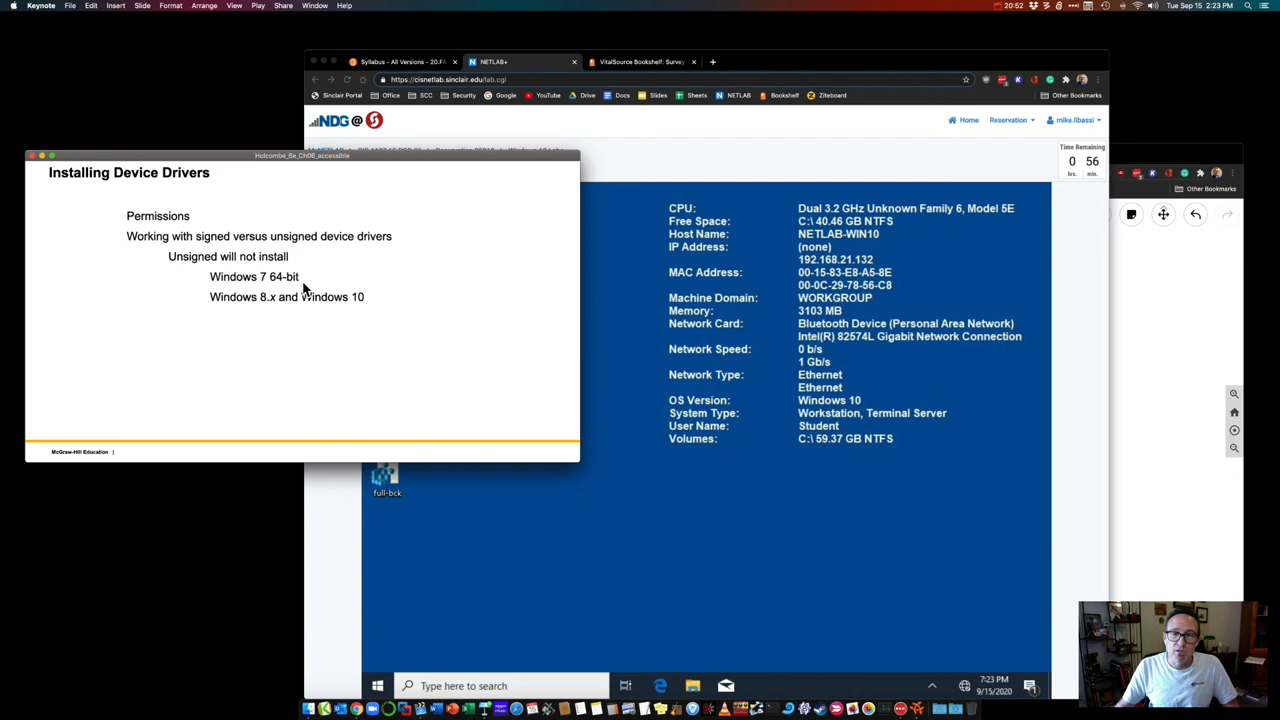 Keynote File Edit Insert Slide Format Arrange View Play Share Window Help
20:52 Tue Sep 15 2:23 PM
Syllabus - All Versions - 20.FA
NETLAB+
VitalSource Bookshelf: Survey
https://cisnetlab.sinclair.edu/lab.cgi
Sinclair Portal Office SCC Security Google YouTube Drive Docs Slides Sheets NETLAB Bookshelf Ziteboard Other Bookmarks
NDG @ S
Home Reservation mike.libassi
Time Remaining
0 56
hrs. min.
Other Bookmarks
Holcombe_8e_Ch06_accessible
Installing Device Drivers
Permissions
Working with signed versus unsigned device drivers
Unsigned will not install
Windows 7 64-bit
Windows 8.x and Windows 10
McGraw-Hill Education |
CPU: Dual 3.2 GHz Unknown Family 6, Model 5E
Free Space: C:\ 40.46 GB NTFS
Host Name: NETLAB-WIN10
IP Address: (none)
192.168.21.132
MAC Address: 00-15-83-E8-A5-8E
00-0C-29-78-56-C8
Machine Domain: WORKGROUP
Memory: 3103 MB
Network Card: Bluetooth Device (Personal Area Network)
Intel(R) 82574L Gigabit Network Connection
Network Speed: 0 b/s
1 Gb/s
Network Type: Ethernet
Ethernet
OS Version: Windows 10
System Type: Workstation, Terminal Server
User Name: Student
Volumes: C:\ 59.37 GB NTFS
full-bck
Type here to search
7:23 PM
9/15/2020
1